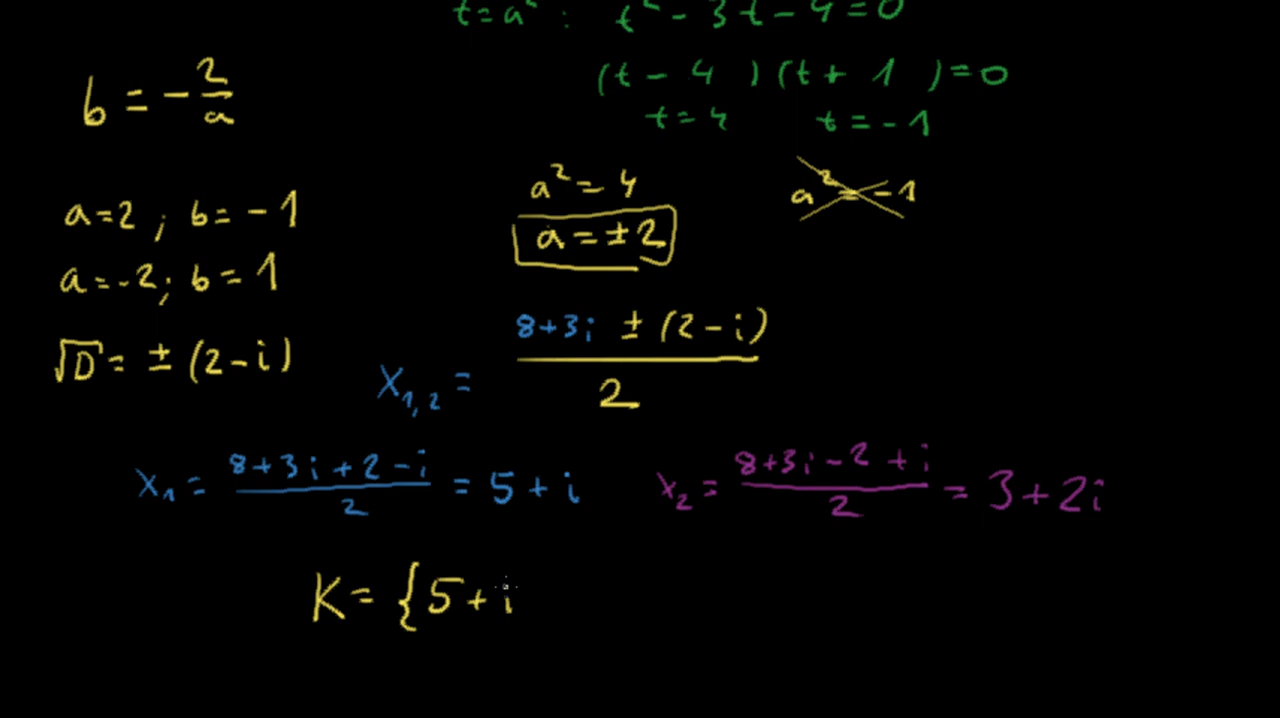 t=a²: t²-3t-4=0
(t-4)(t+1)=0
b=-2/a
t=4 t=-1
a²=4 a²=-1
a=2; b=-1
a=±2
a=-2; b=1
√D=±(2-i)
x₁,₂=(8+3i±(2-i))/2
x₁=(8+3i+2-i)/2=5+i x₂=(8+3i-2+i)/2=3+2i
K={5+i